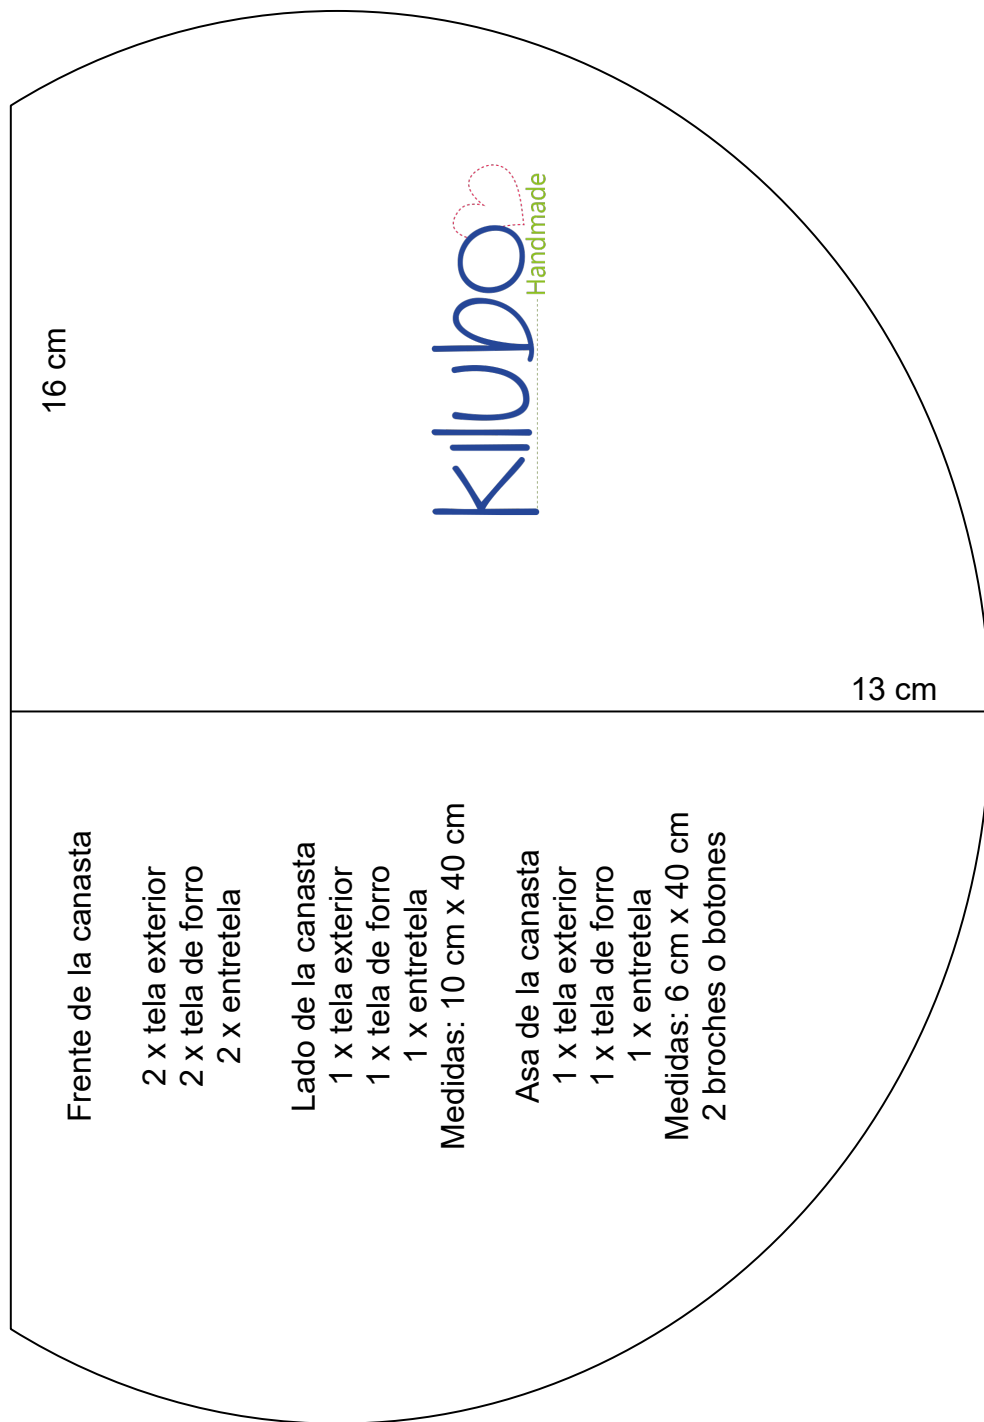 16 cm
Kilubo
Handmade
13 cm
Frente de la canasta
2 x tela exterior
2 x tela de forro
2 x entretela
Lado de la canasta
1 x tela exterior
1 x tela de forro
1 x entretela
Medidas: 10 cm x 40 cm
Asa de la canasta
1 x tela exterior
1 x tela de forro
1 x entretela
Medidas: 6 cm x 40 cm
2 broches o botones